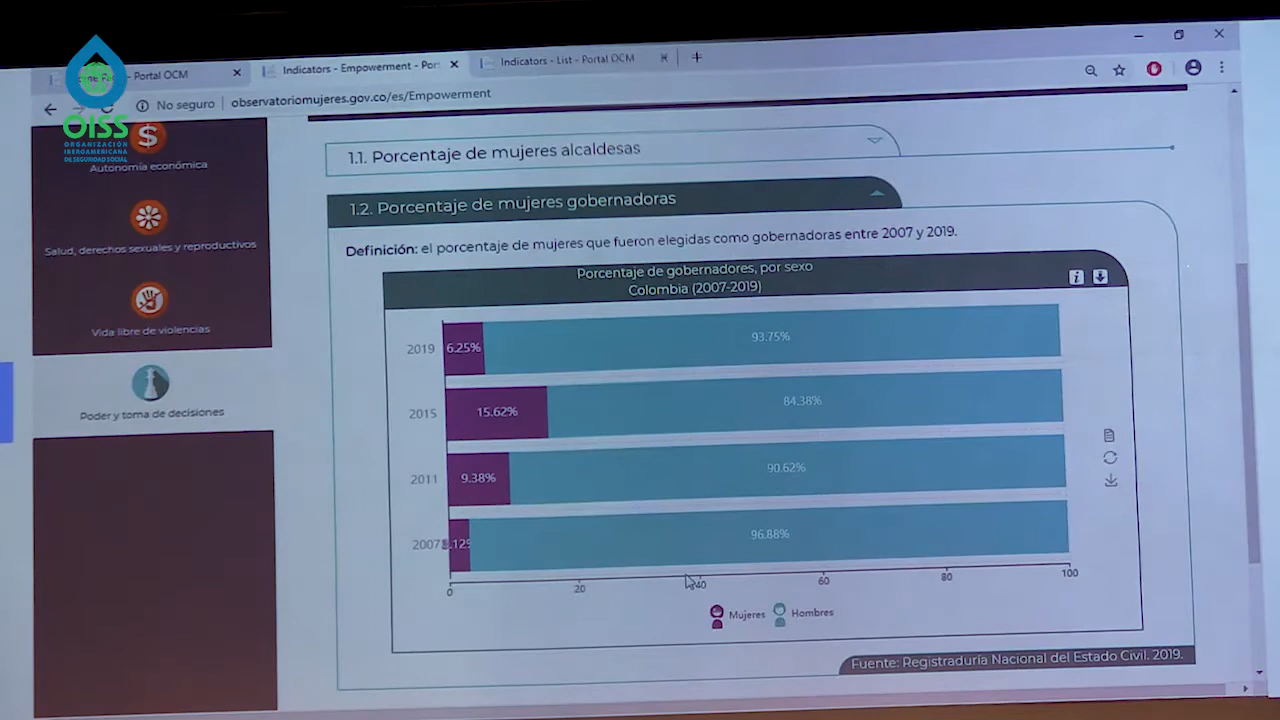 Portal OCM
Indicators - Empowerment - Por
Indicators - List - Portal OCM
No seguro
observatoriomujeres.gov.co/es/Empowerment
OISS
ORGANIZACIÓN
IBEROAMERICANA
DE SEGURIDAD SOCIAL
Autonomía económica
Salud, derechos sexuales y reproductivos
Vida libre de violencias
Poder y toma de decisiones
1.1. Porcentaje de mujeres alcaldesas
1.2. Porcentaje de mujeres gobernadoras
Definición: el porcentaje de mujeres que fueron elegidas como gobernadoras entre 2007 y 2019.
Porcentaje de gobernadores, por sexo
Colombia (2007-2019)
2019 6.25% 93.75%
2015 15.62% 84.38%
2011 9.38% 90.62%
2007 96.88%
0 20 40 60 80 100
Mujeres Hombres
Fuente: Registraduría Nacional del Estado Civil. 2019.